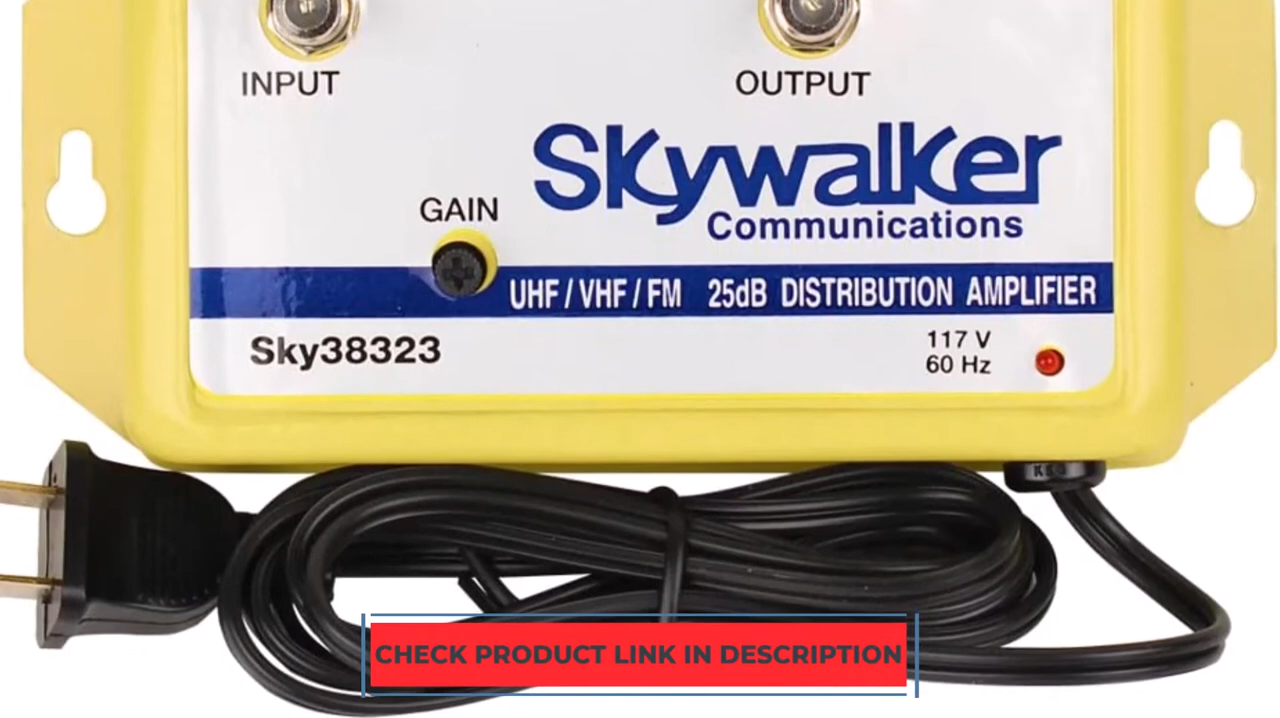 INPUT
OUTPUT
Skywalker
Communications
GAIN
UHF / VHF / FM 25dB DISTRIBUTION AMPLIFIER
Sky38323
117 V
60 Hz
CHECK PRODUCT LINK IN DESCRIPTION